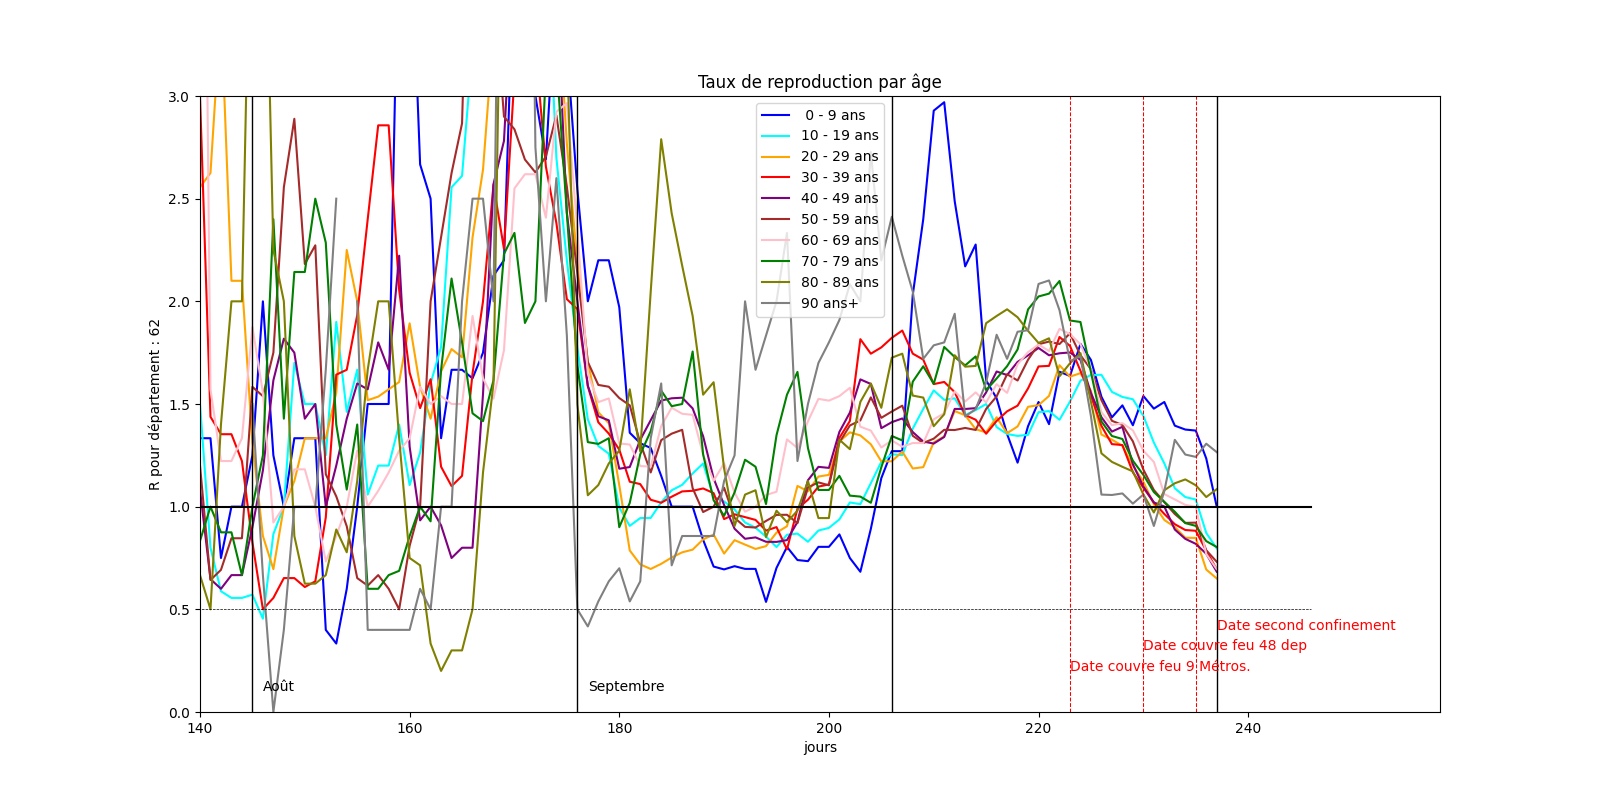 Taux de reproduction par âge
3.0
2.5
2.0
1.5
1.0
0.5
0.0
R pour département : 62
0 - 9 ans
10 - 19 ans
20 - 29 ans
30 - 39 ans
40 - 49 ans
50 - 59 ans
60 - 69 ans
70 - 79 ans
80 - 89 ans
90 ans+
Date second confinement
Date couvre feu 48 dep
Date couvre feu 9 Métros.
Août
Septembre
140
160
180
200
220
240
jours